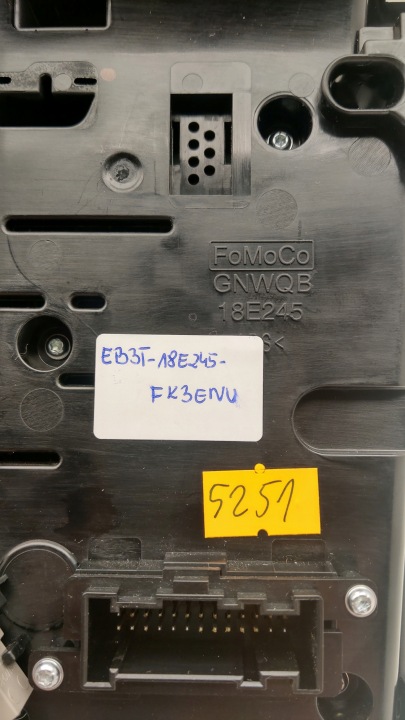 FoMoCo
GNWQB
18E245
EB3T-18E245-
FK3ENU
5251